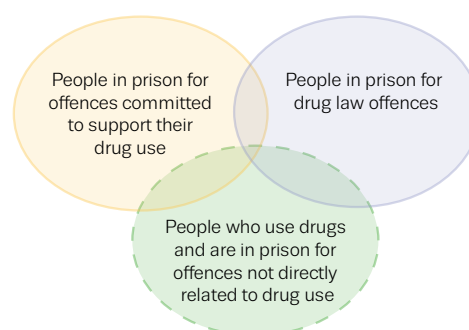 People in prison for
offences committed
to support their
drug use
People in prison for
drug law offences
People who use drugs
and are in prison for
offences not directly
related to drug use